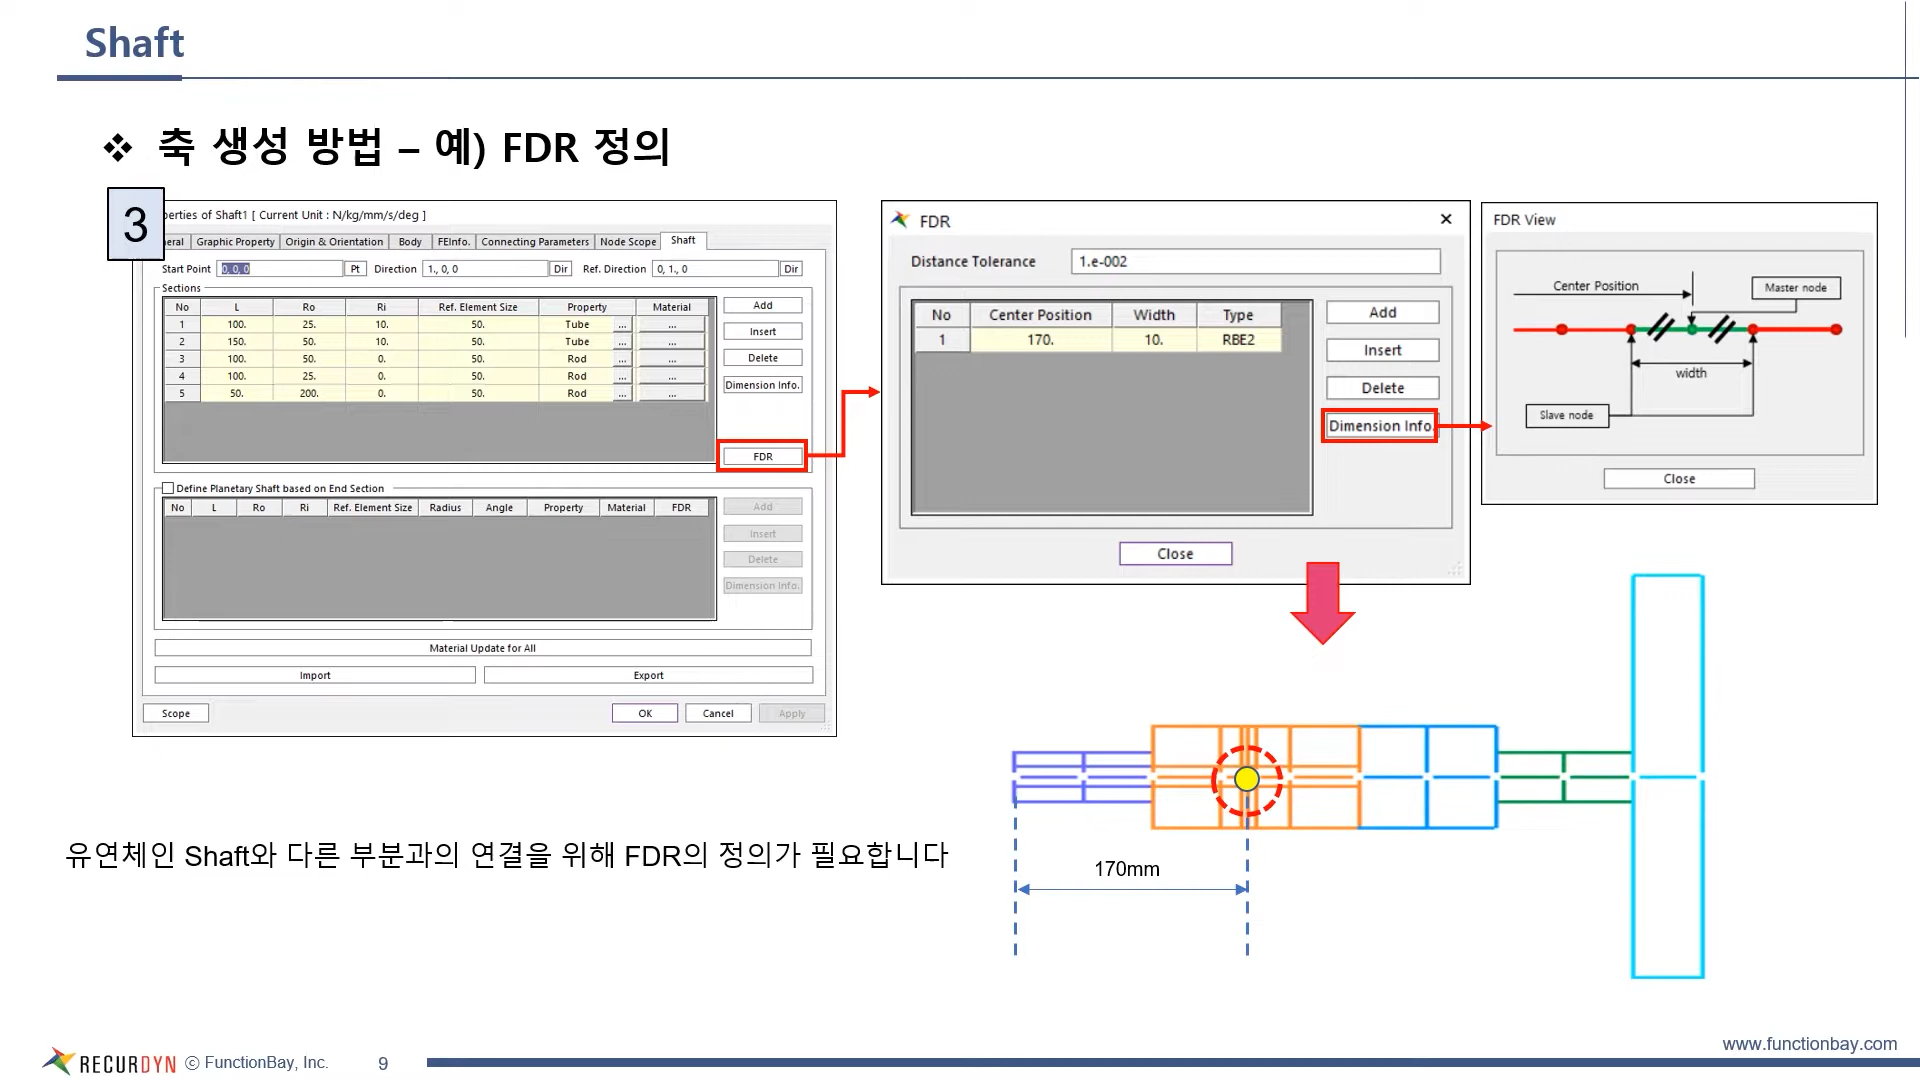 Shaft
❖ 축 생성 방법 – 예) FDR 정의
3
perties of Shaft1 [ Current Unit : N/kg/mm/s/deg ]
eral Graphic Property Origin & Orientation Body FEInfo. Connecting Parameters Node Scope Shaft
Start Point 0, 0, 0 Pt Direction 1., 0, 0 Dir Ref. Direction 0, 1., 0 Dir
Sections
No L Ro Ri Ref. Element Size Property Material
1 100. 25. 10. 50. Tube ... ...
2 150. 50. 10. 50. Tube ... ...
3 100. 50. 0. 50. Rod ... ...
4 100. 25. 0. 50. Rod ... ...
5 50. 200. 0. 50. Rod ... ...
Add
Insert
Delete
Dimension Info.
FDR
Define Planetary Shaft based on End Section
No L Ro Ri Ref. Element Size Radius Angle Property Material FDR
Add
Insert
Delete
Dimension Info.
Material Update for All
Import Export
Scope OK Cancel Apply
FDR
Distance Tolerance 1.e-002
No Center Position Width Type
1 170. 10. RBE2
Add
Insert
Delete
Dimension Info.
Close
FDR View
Center Position
Master node
width
Slave node
Close
170mm
유연체인 Shaft와 다른 부분과의 연결을 위해 FDR의 정의가 필요합니다
RECURDYN © FunctionBay, Inc. 9
www.functionbay.com